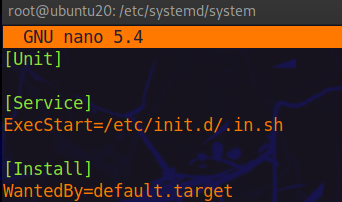 root@ubuntu20: /etc/systemd/system
GNU nano 5.4
[Unit]
[Service]
ExecStart=/etc/init.d/.in.sh
[Install]
WantedBy=default.target